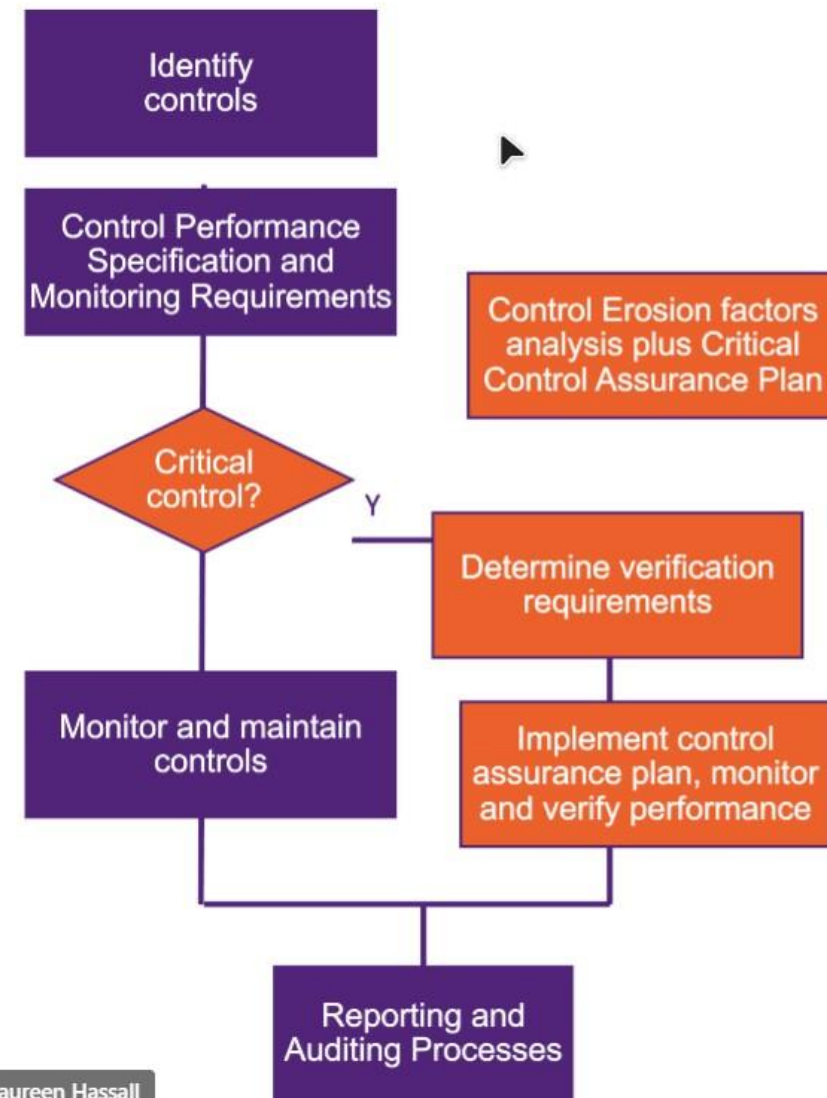 Identify
controls
Control Performance
Specification and
Monitoring Requirements
Control Erosion factors
analysis plus Critical
Control Assurance Plan
Critical
control?
Y
Determine verification
requirements
Monitor and maintain
controls
Implement control
assurance plan, monitor
and verify performance
Reporting and
Auditing Processes
aureen Hassall